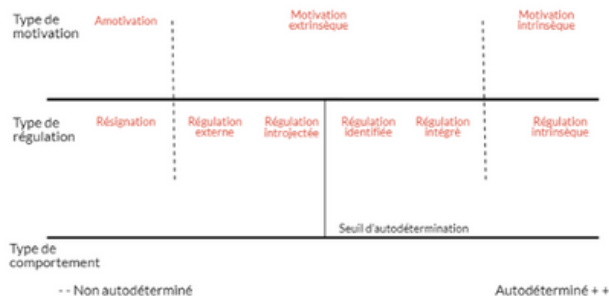 Type de
motivation
Amotivation
Motivation
extrinsèque
Motivation
intrinsèque
Type de
régulation
Résignation
Régulation
externe
Régulation
introjectée
Régulation
identifiée
Régulation
intégré
Régulation
intrinsèque
Seuil d'autodétermination
Type de
comportement
- - Non autodéterminé
Autodéterminé + +